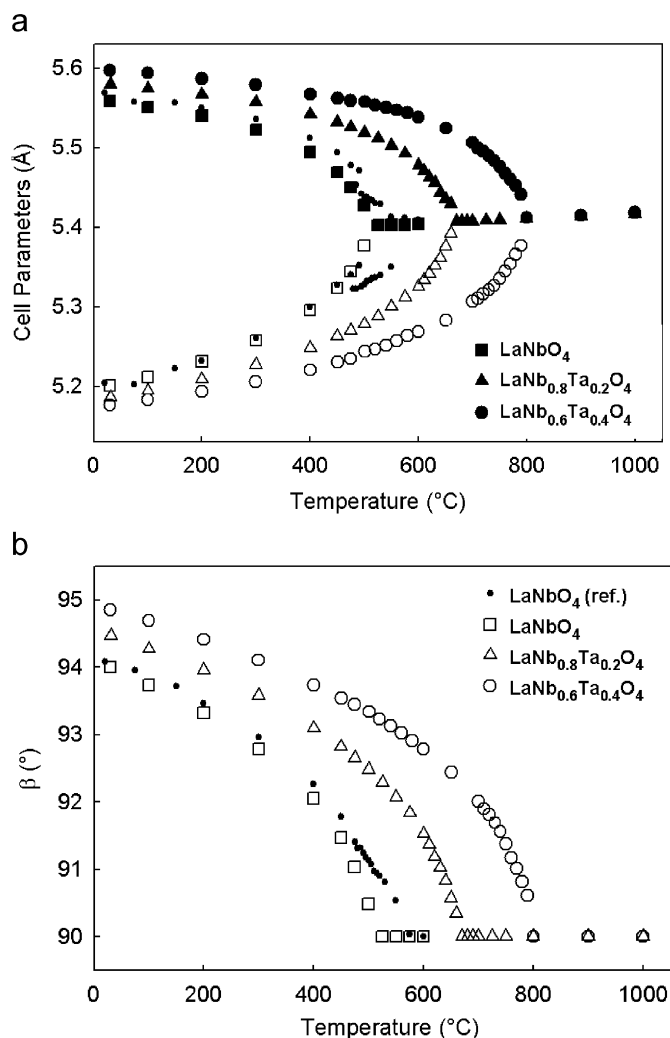 a
5.6
5.5
5.4
5.3
5.2
Cell Parameters (Å)
LaNbO₄
LaNb₀.₈Ta₀.₂O₄
LaNb₀.₆Ta₀.₄O₄
0 200 400 600 800 1000
Temperature (°C)
b
95
94
93
92
91
90
β (°)
LaNbO₄ (ref.)
LaNbO₄
LaNb₀.₈Ta₀.₂O₄
LaNb₀.₆Ta₀.₄O₄
0 200 400 600 800 1000
Temperature (°C)